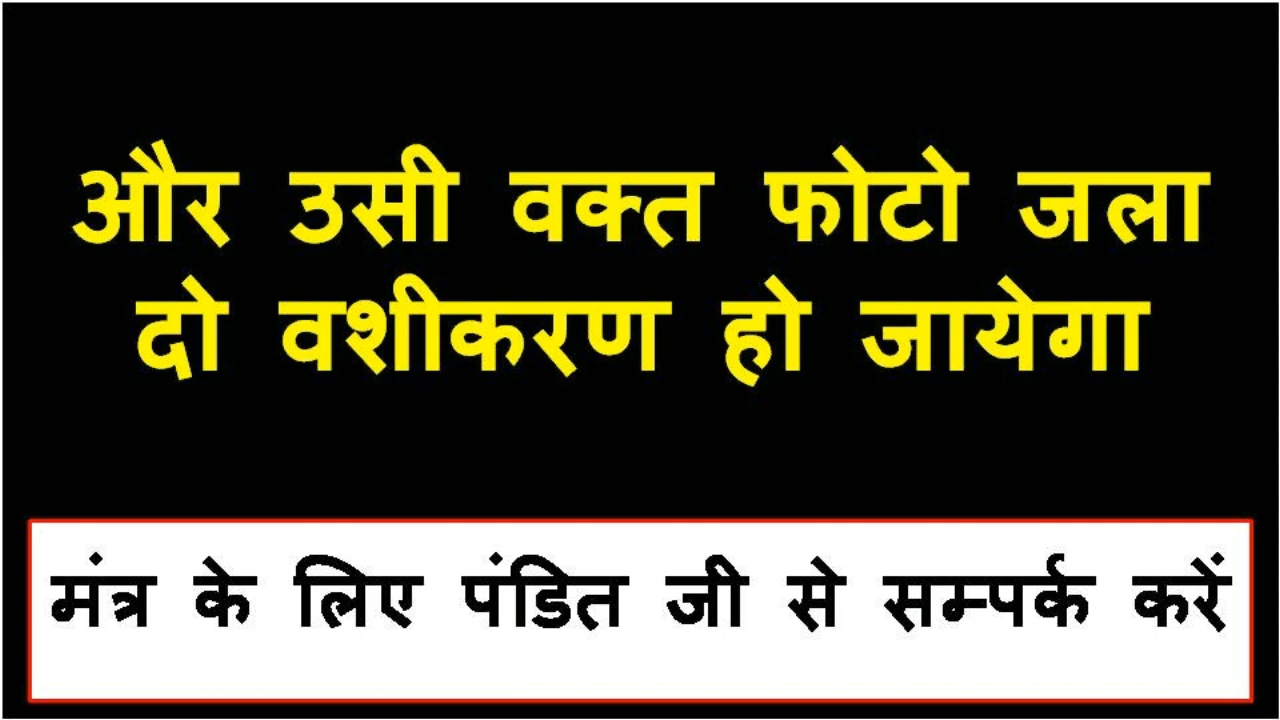 और उसी वक्त फोटो जला
दो वशीकरण हो जायेगा
मंत्र के लिए पंडित जी से सम्पर्क करें